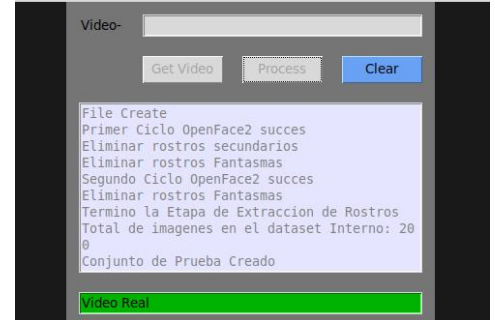 Video-
Get Video Process Clear
File Create
Primer Ciclo OpenFace2 succes
Eliminar rostros secundarios
Eliminar rostros Fantasmas
Segundo Ciclo OpenFace2 succes
Eliminar rostros Fantasmas
Termino la Etapa de Extraccion de Rostros
Total de imagenes en el dataset Interno: 20
0
Conjunto de Prueba Creado
Video Real